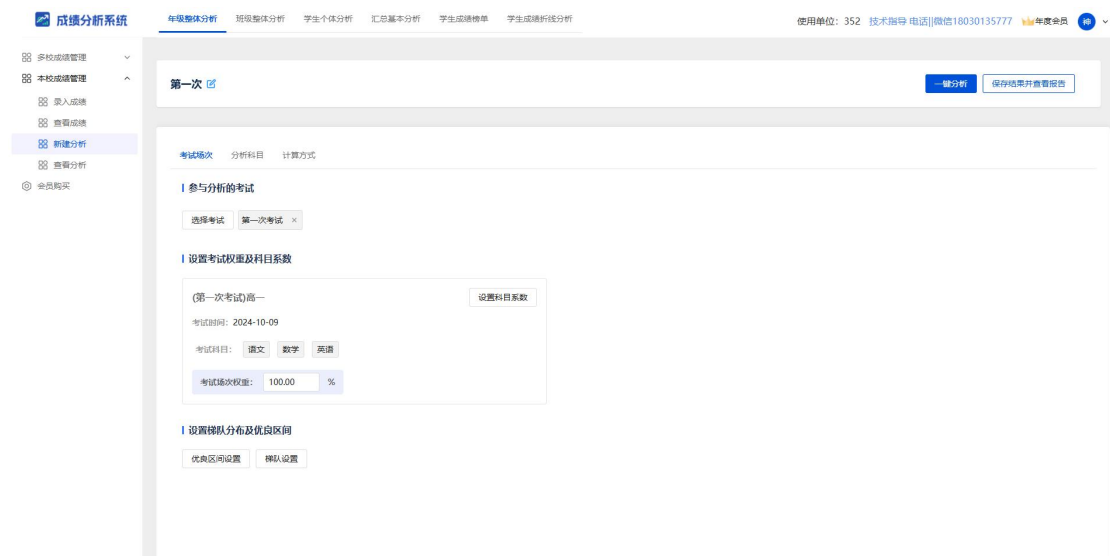 成绩分析系统
年级整体分析 班级整体分析 学生个体分析 汇总基本分析 学生成绩榜单 学生成绩折线分析
使用单位：352 技术指导 电话||微信18030135777 年度会员 神
多校成绩管理
本校成绩管理
录入成绩
查看成绩
新建分析
查看分析
会员购买
第一次
一键分析 保存结果并查看报告
考试场次 分析科目 计算方式
参与分析的考试
选择考试 第一次考试 ×
设置考试权重及科目系数
(第一次考试)高一 设置科目系数
考试时间：2024-10-09
考试科目： 语文 数学 英语
考试场次权重： 100.00 %
设置梯队分布及优良区间
优良区间设置 梯队设置